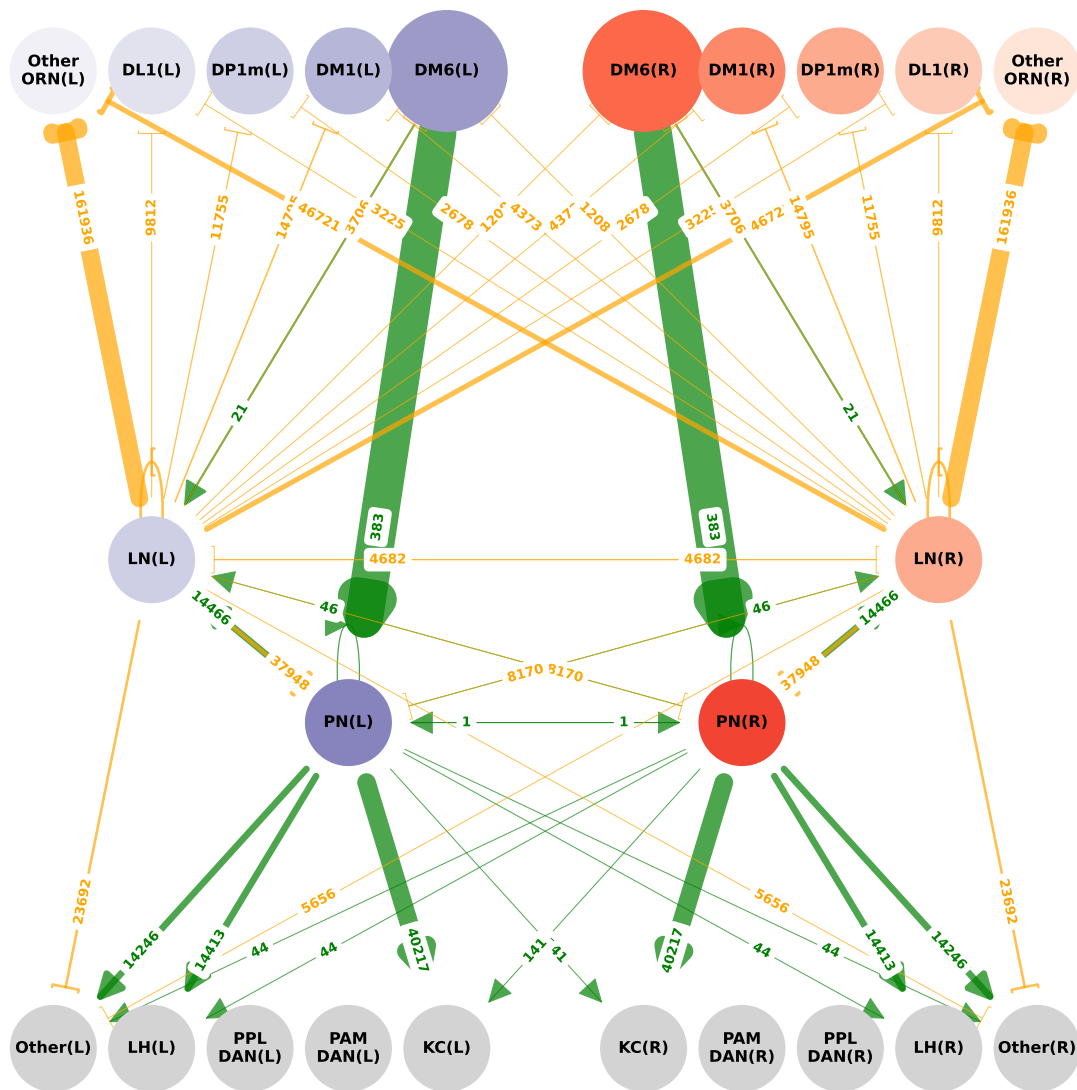 Other
ORN(L)
DL1(L)
DP1m(L)
DM1(L)
DM6(L)
DM6(R)
DM1(R)
DP1m(R)
DL1(R)
Other
ORN(R)
161936
9812
11755
3706
46721
3225
2678
4373
1208
2678
3706
4672
14795
11755
9812
161936
21
21
383
383
LN(L)
4682
4682
LN(R)
14466
46
46
14466
37948
8170
8170
37948
PN(L)
1
1
PN(R)
23692
5656
5656
23692
14246
14413
44
44
40217
141
41
40217
44
44
14413
14246
Other(L)
LH(L)
PPL
DAN(L)
PAM
DAN(L)
KC(L)
KC(R)
PAM
DAN(R)
PPL
DAN(R)
LH(R)
Other(R)